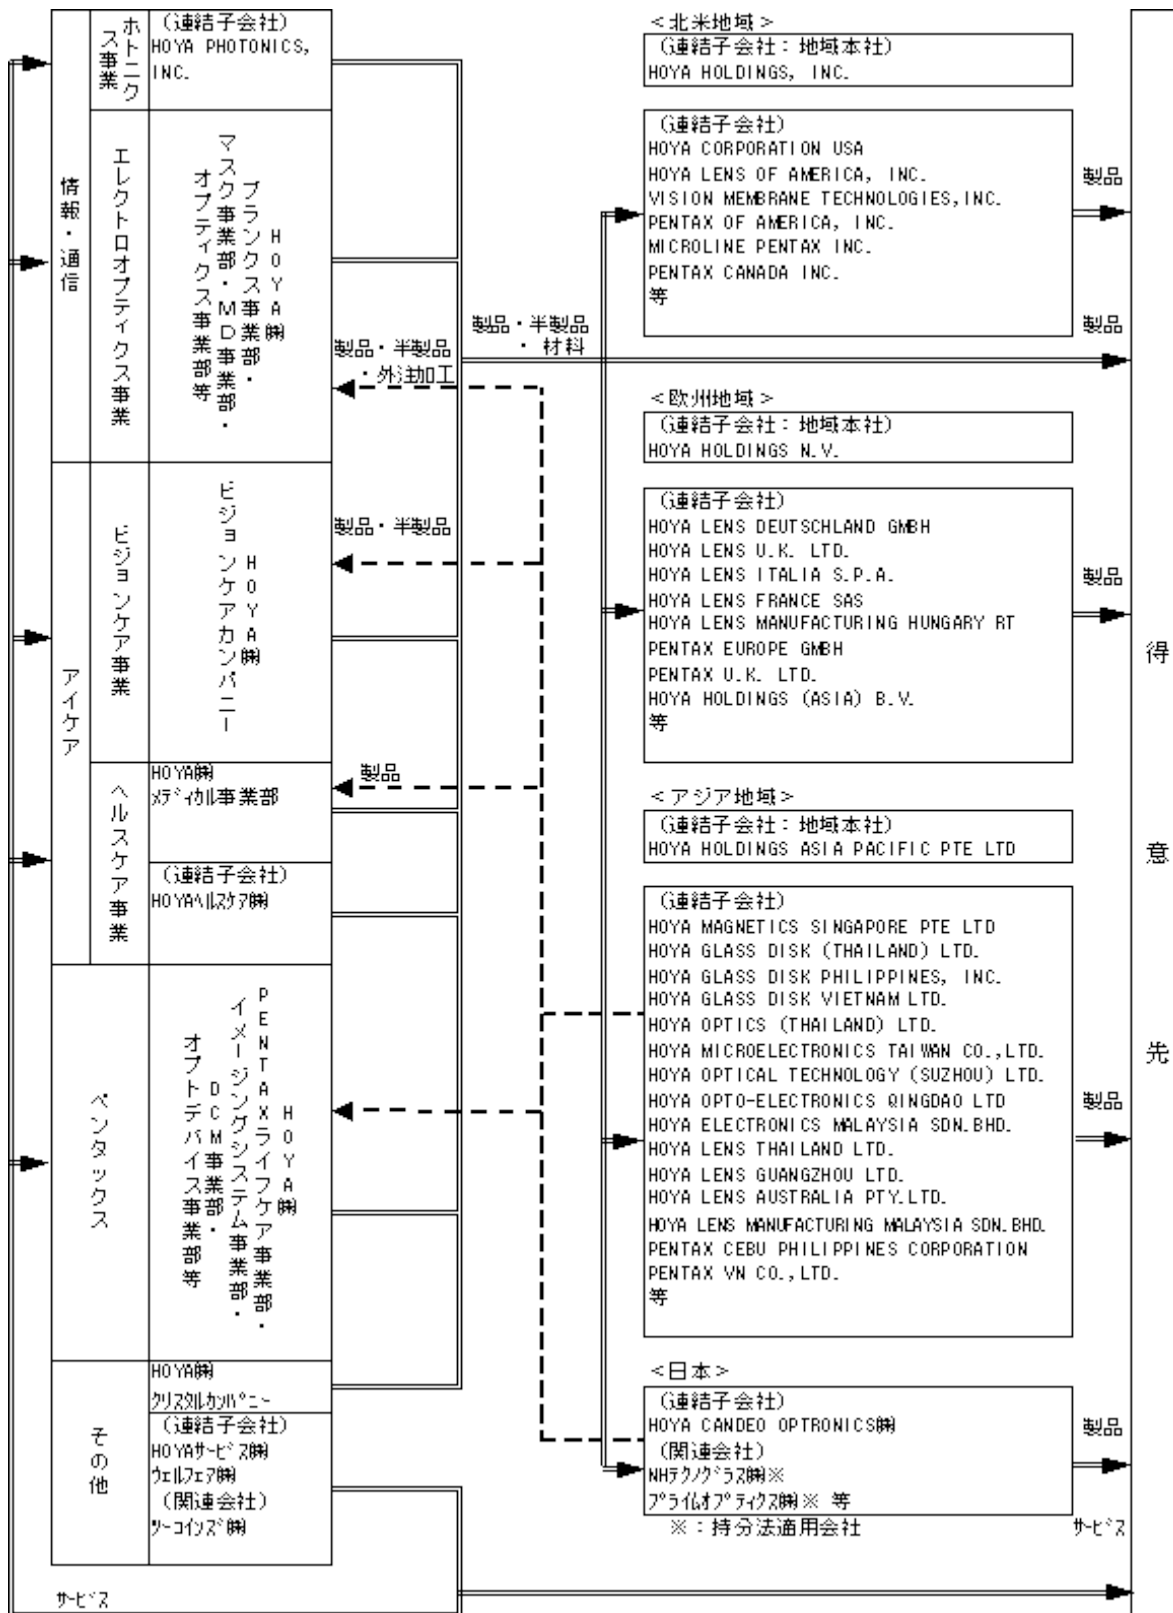 情報・通信
ホトニクス事業
(連結子会社)
HOYA PHOTONICS,
INC.
エレクトロオプティクス事業
HOYA㈱
ブランクス事業部・
マスク事業部・MD事業部・
オプティクス事業部等
アイケア
ビジョンケア事業
HOYA㈱
ビジョンケアカンパニー
ヘルスケア事業
HOYA㈱
メディカル事業部
(連結子会社)
HOYAヘルスケア㈱
ペンタックス
HOYA㈱
PENTAXライフケア事業部・
イメージングシステム事業部・
DCM事業部・
オプトデバイス事業部等
その他
HOYA㈱
クリスタルカンパニー
(連結子会社)
HOYAサービス㈱
ウェルフェア㈱
(関連会社)
ツーコインズ㈱
サービス
製品・半製品
・外注加工
製品・半製品
製品
製品・半製品
・材料
<北米地域>
(連結子会社:地域本社)
HOYA HOLDINGS, INC.
(連結子会社)
HOYA CORPORATION USA
HOYA LENS OF AMERICA, INC.
VISION MEMBRANE TECHNOLOGIES,INC.
PENTAX OF AMERICA, INC.
MICROLINE PENTAX INC.
PENTAX CANADA INC.
等
製品
製品
<欧州地域>
(連結子会社:地域本社)
HOYA HOLDINGS N.V.
(連結子会社)
HOYA LENS DEUTSCHLAND GMBH
HOYA LENS U.K. LTD.
HOYA LENS ITALIA S.P.A.
HOYA LENS FRANCE SAS
HOYA LENS MANUFACTURING HUNGARY RT
PENTAX EUROPE GMBH
PENTAX U.K. LTD.
HOYA HOLDINGS (ASIA) B.V.
等
製品
<アジア地域>
(連結子会社:地域本社)
HOYA HOLDINGS ASIA PACIFIC PTE LTD
(連結子会社)
HOYA MAGNETICS SINGAPORE PTE LTD
HOYA GLASS DISK (THAILAND) LTD.
HOYA GLASS DISK PHILIPPINES, INC.
HOYA GLASS DISK VIETNAM LTD.
HOYA OPTICS (THAILAND) LTD.
HOYA MICROELECTRONICS TAIWAN CO.,LTD.
HOYA OPTICAL TECHNOLOGY (SUZHOU) LTD.
HOYA OPTO-ELECTRONICS QINGDAO LTD
HOYA ELECTRONICS MALAYSIA SDN.BHD.
HOYA LENS THAILAND LTD.
HOYA LENS GUANGZHOU LTD.
HOYA LENS AUSTRALIA PTY.LTD.
HOYA LENS MANUFACTURING MALAYSIA SDN.BHD.
PENTAX CEBU PHILIPPINES CORPORATION
PENTAX VN CO.,LTD.
等
製品
<日本>
(連結子会社)
HOYA CANDEO OPTRONICS㈱
(関連会社)
NHテクノグラス㈱※
プライムオプティクス㈱※ 等
※:持分法適用会社
製品
サービス
得意先